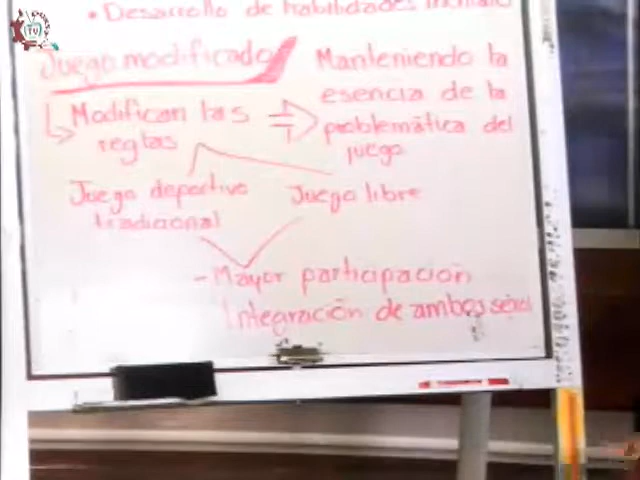 • Desarrollo de habilidades
Juego modificado
Manteniendo la
esencia de la
problemática del
juego
Modifican las
reglas
Juego deportivo
tradicional
Juego libre
- Mayor participación
Integración de ambos
TV